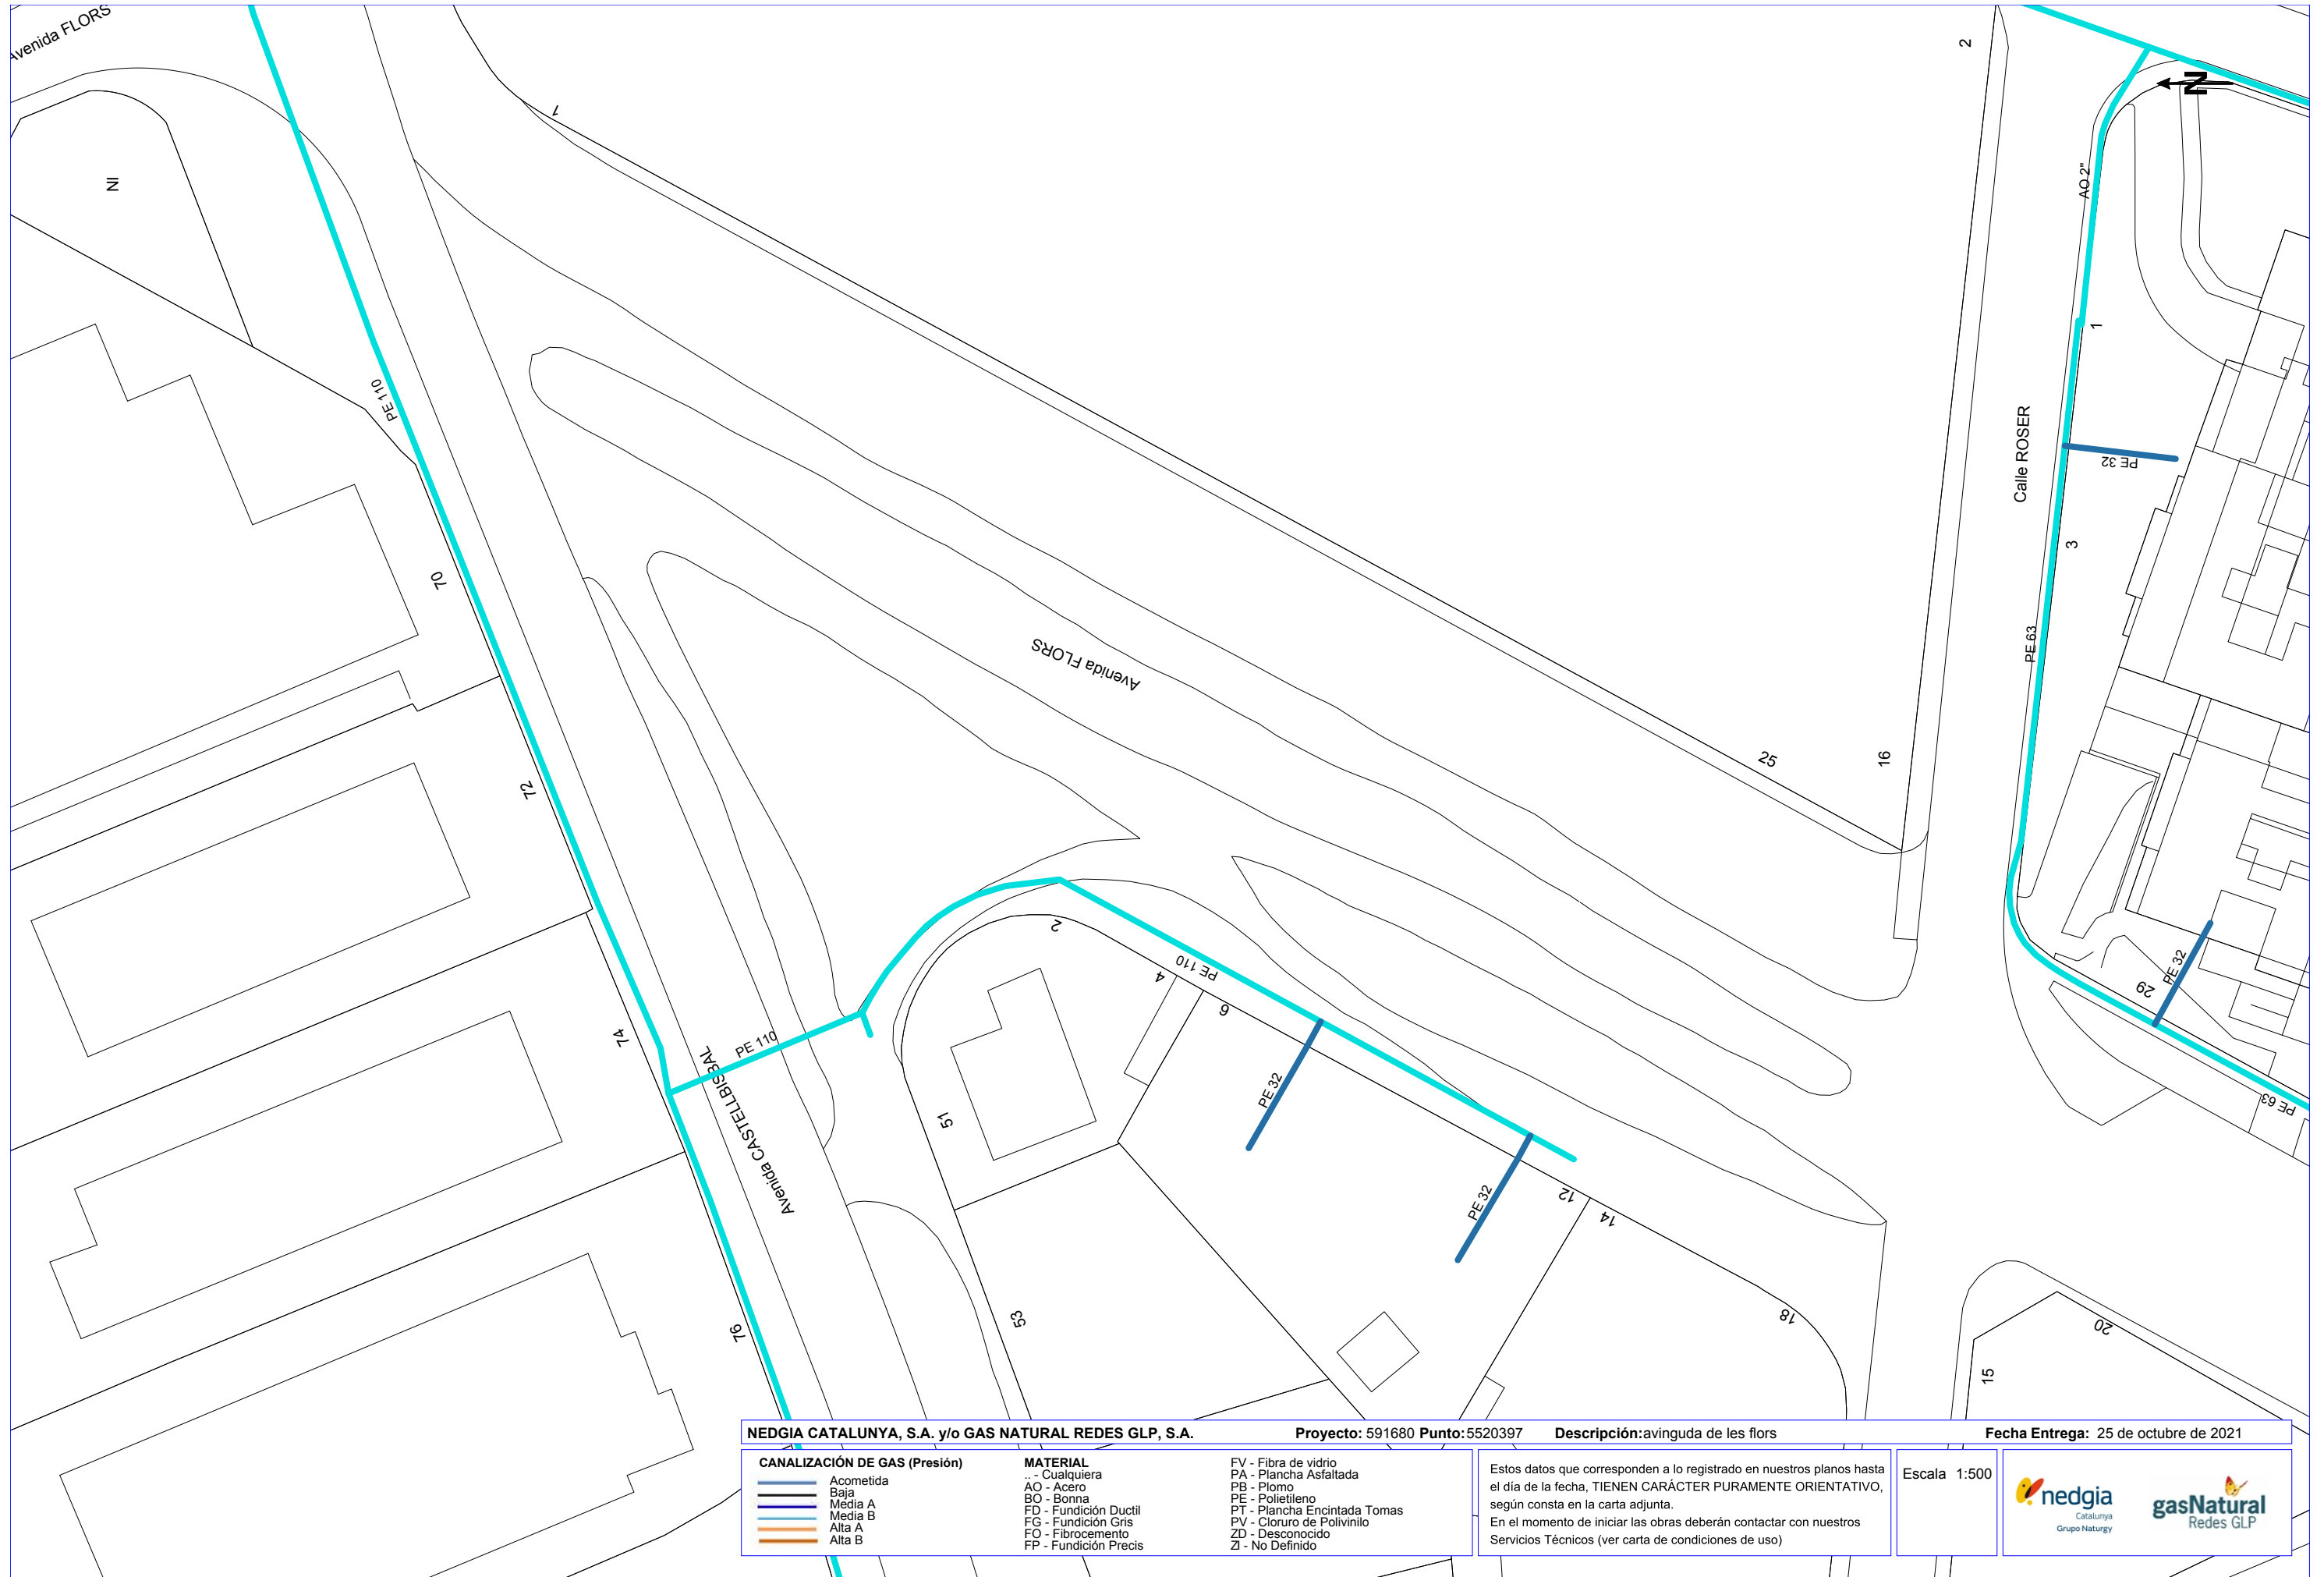 Avenida FLORS
NI
1
2
N
AO 2"
1
Calle ROSER
PE 32
3
PE 63
PE 110
70
72
74
76
Avenida FLORS
25
16
2
4
PE 110
6
PE 110
Avenida CASTELLBISBAL
51
53
PE 32
PE 32
12
14
18
29
PE 32
PE 63
20
15
NEDGIA CATALUNYA, S.A. y/o GAS NATURAL REDES GLP, S.A. Proyecto: 591680 Punto:5520397 Descripción:avinguda de les flors Fecha Entrega: 25 de octubre de 2021
CANALIZACIÓN DE GAS (Presión)
Acometida
Baja
Media A
Media B
Alta A
Alta B
MATERIAL
.. - Cualquiera
AO - Acero
BO - Bonna
FD - Fundición Ductil
FG - Fundición Gris
FO - Fibrocemento
FP - Fundición Precis
FV - Fibra de vidrio
PA - Plancha Asfaltada
PB - Plomo
PE - Polietileno
PT - Plancha Encintada Tomas
PV - Cloruro de Polivinilo
ZD - Desconocido
ZI - No Definido
Estos datos que corresponden a lo registrado en nuestros planos hasta
el día de la fecha, TIENEN CARÁCTER PURAMENTE ORIENTATIVO,
según consta en la carta adjunta.
En el momento de iniciar las obras deberán contactar con nuestros
Servicios Técnicos (ver carta de condiciones de uso)
Escala 1:500
nedgia
Catalunya
Grupo Naturgy
gasNatural
Redes GLP